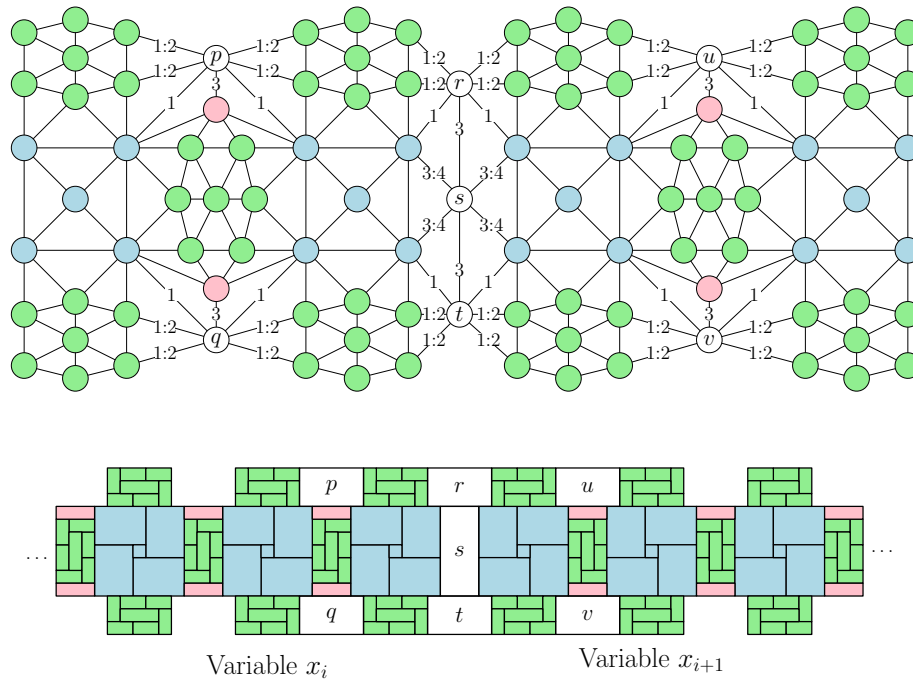 1:2 p 1:2 1:2 1:2 u 1:2
1:2 3 1:2 1:2 r 1:2 1:2 3 1:2
1 1 1 1 1 1
3
3:4 3:4
s
3:4 3:4
3
1 3 1 1 1 1 3 1
1:2 1:2 1:2 t 1:2 1:2 1:2
1:2 q 1:2 1:2 1:2 1:2 v 1:2
p r u
... s ...
q t v
Variable x_i Variable x_{i+1}